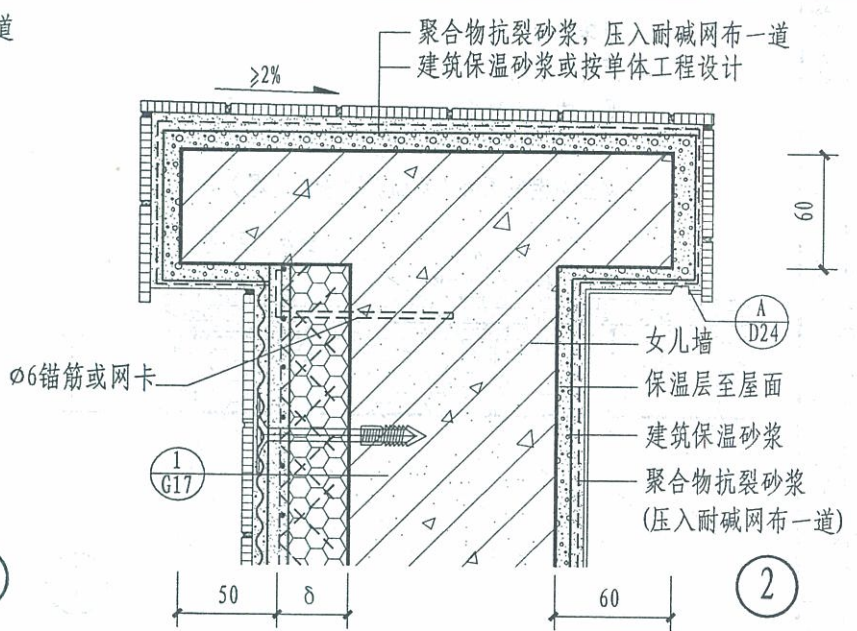 道
聚合物抗裂砂浆，压入耐碱网布一道
建筑保温砂浆或按单体工程设计
≥2%
60
A
D24
女儿墙
Ø6锚筋或网卡
保温层至屋面
建筑保温砂浆
1
G17
聚合物抗裂砂浆
(压入耐碱网布一道)
50
δ
60
2